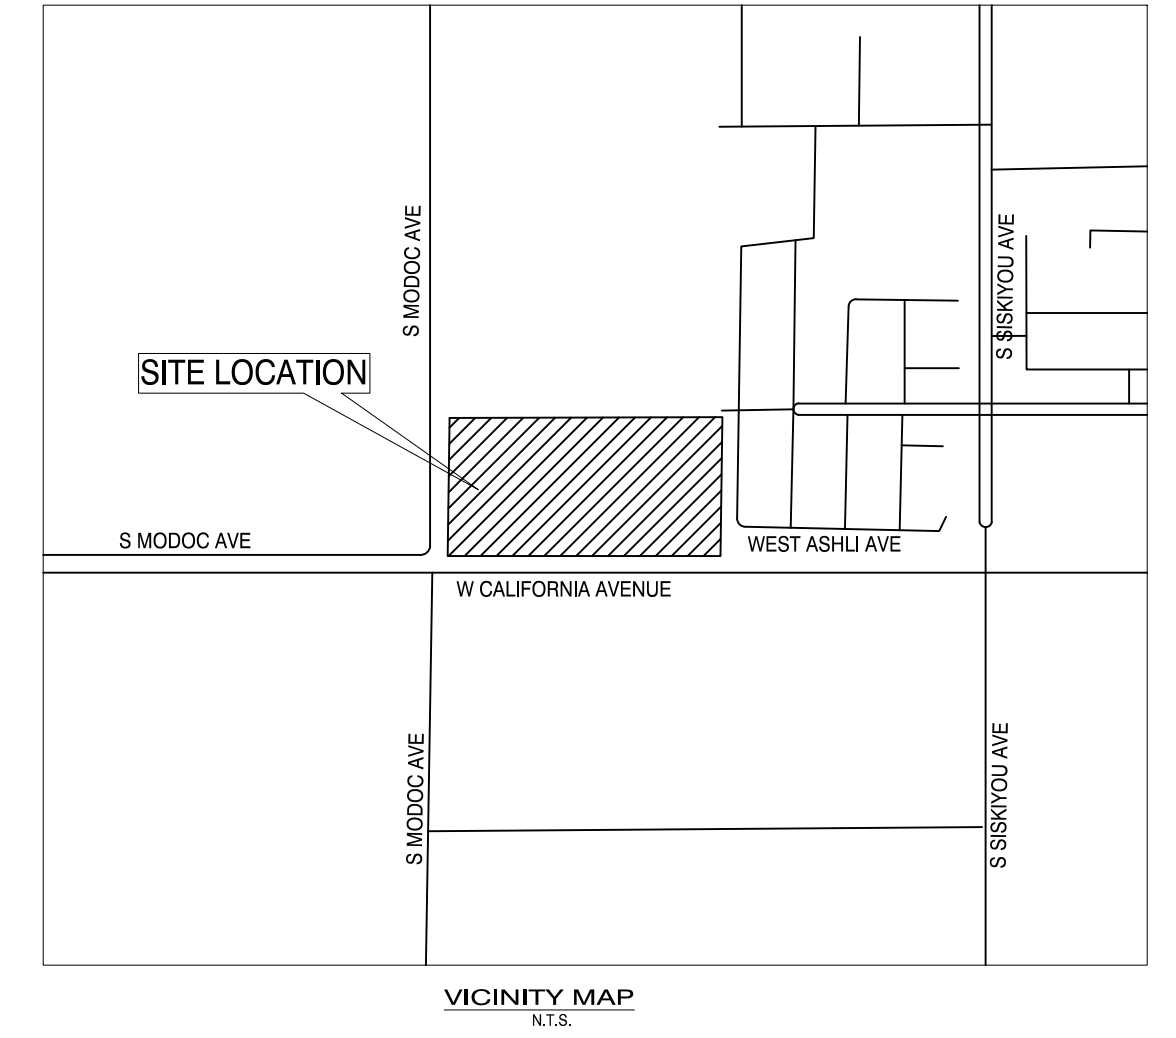 S MODOC AVE
S SISKIYOU AVE
SITE LOCATION
S MODOC AVE
WEST ASHLI AVE
W CALIFORNIA AVENUE
S MODOC AVE
S SISKIYOU AVE
VICINITY MAP
N.T.S.